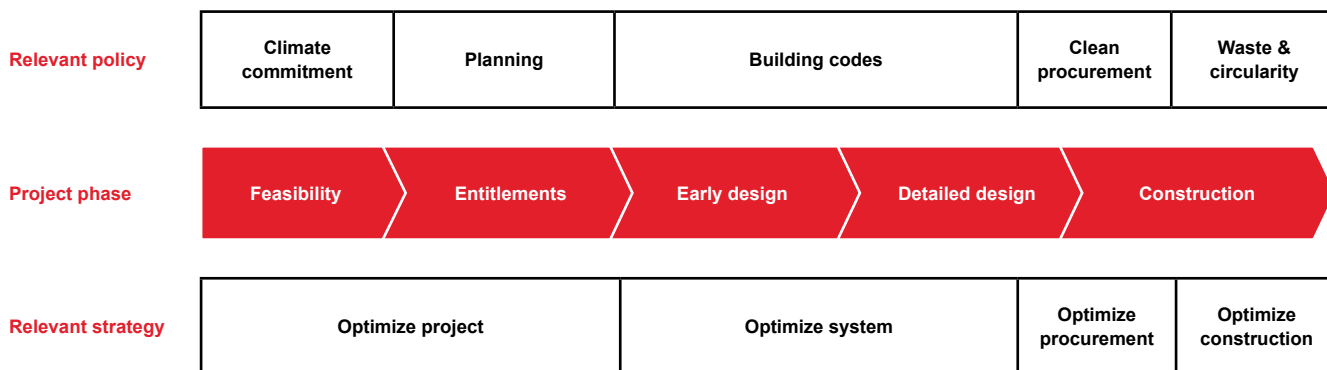 Relevant policy
Climate
commitment
Planning
Building codes
Clean
procurement
Waste &
circularity
Project phase
Feasibility
Entitlements
Early design
Detailed design
Construction
Relevant strategy
Optimize project
Optimize system
Optimize
procurement
Optimize
construction